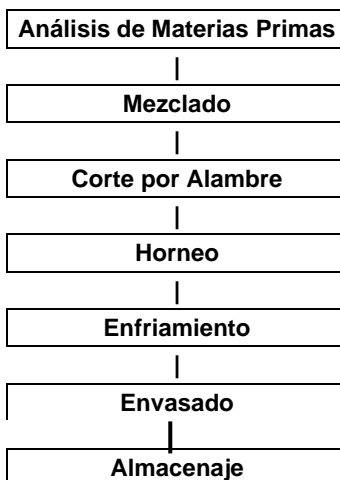 Análisis de Materias Primas
Mezclado
Corte por Alambre
Horneo
Enfriamiento
Envasado
Almacenaje